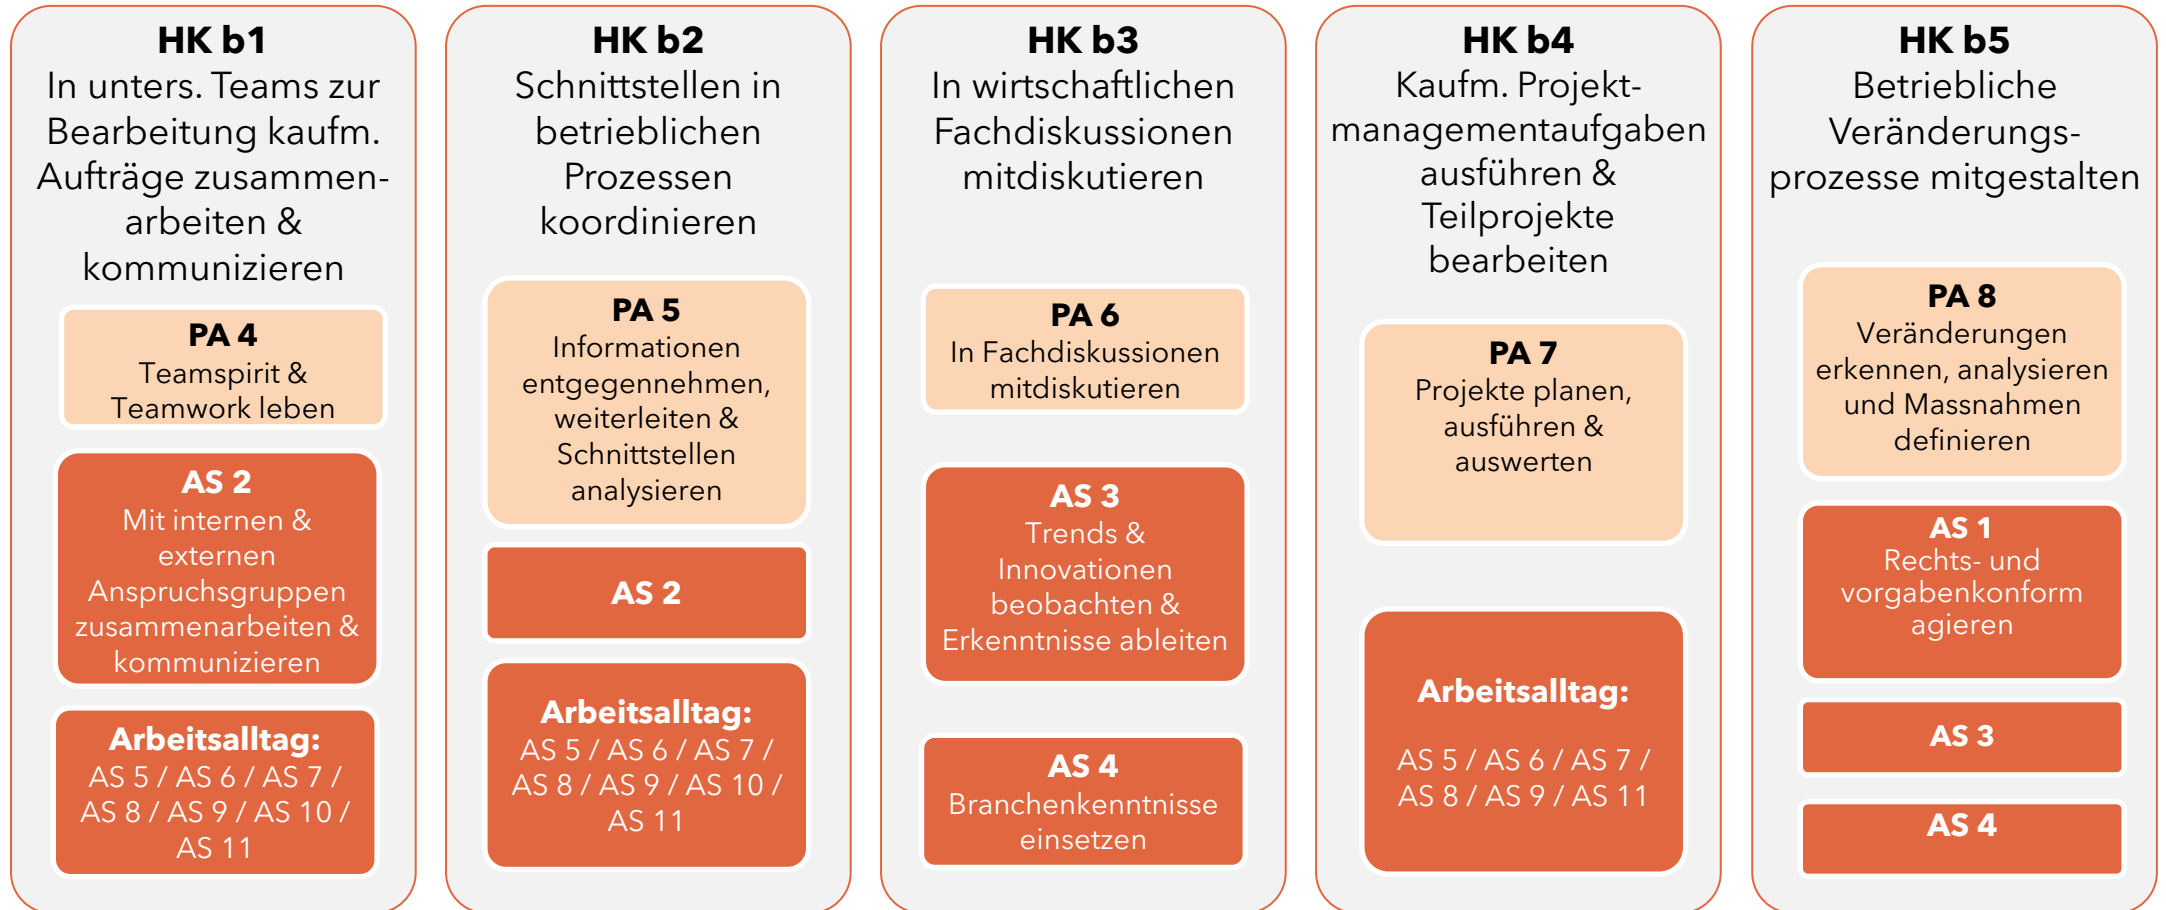 HK b1
In unters. Teams zur
Bearbeitung kaufm.
Aufträge zusammen-
arbeiten &
kommunizieren
PA 4
Teamspirit &
Teamwork leben
AS 2
Mit internen &
externen
Anspruchsgruppen
zusammenarbeiten &
kommunizieren
Arbeitsalltag:
AS 5 / AS 6 / AS 7 /
AS 8 / AS 9 / AS 10 /
AS 11
HK b2
Schnittstellen in
betrieblichen
Prozessen
koordinieren
PA 5
Informationen
entgegennehmen,
weiterleiten &
Schnittstellen
analysieren
AS 2
Arbeitsalltag:
AS 5 / AS 6 / AS 7 /
AS 8 / AS 9 / AS 10 /
AS 11
HK b3
In wirtschaftlichen
Fachdiskussionen
mitdiskutieren
PA 6
In Fachdiskussionen
mitdiskutieren
AS 3
Trends &
Innovationen
beobachten &
Erkenntnisse ableiten
AS 4
Branchenkenntnisse
einsetzen
HK b4
Kaufm. Projekt-
managementaufgaben
ausführen &
Teilprojekte
bearbeiten
PA 7
Projekte planen,
ausführen &
auswerten
Arbeitsalltag:
AS 5 / AS 6 / AS 7 /
AS 8 / AS 9 / AS 11
HK b5
Betriebliche
Veränderungs-
prozesse mitgestalten
PA 8
Veränderungen
erkennen, analysieren
und Massnahmen
definieren
AS 1
Rechts- und
vorgabenkonform
agieren
AS 3
AS 4